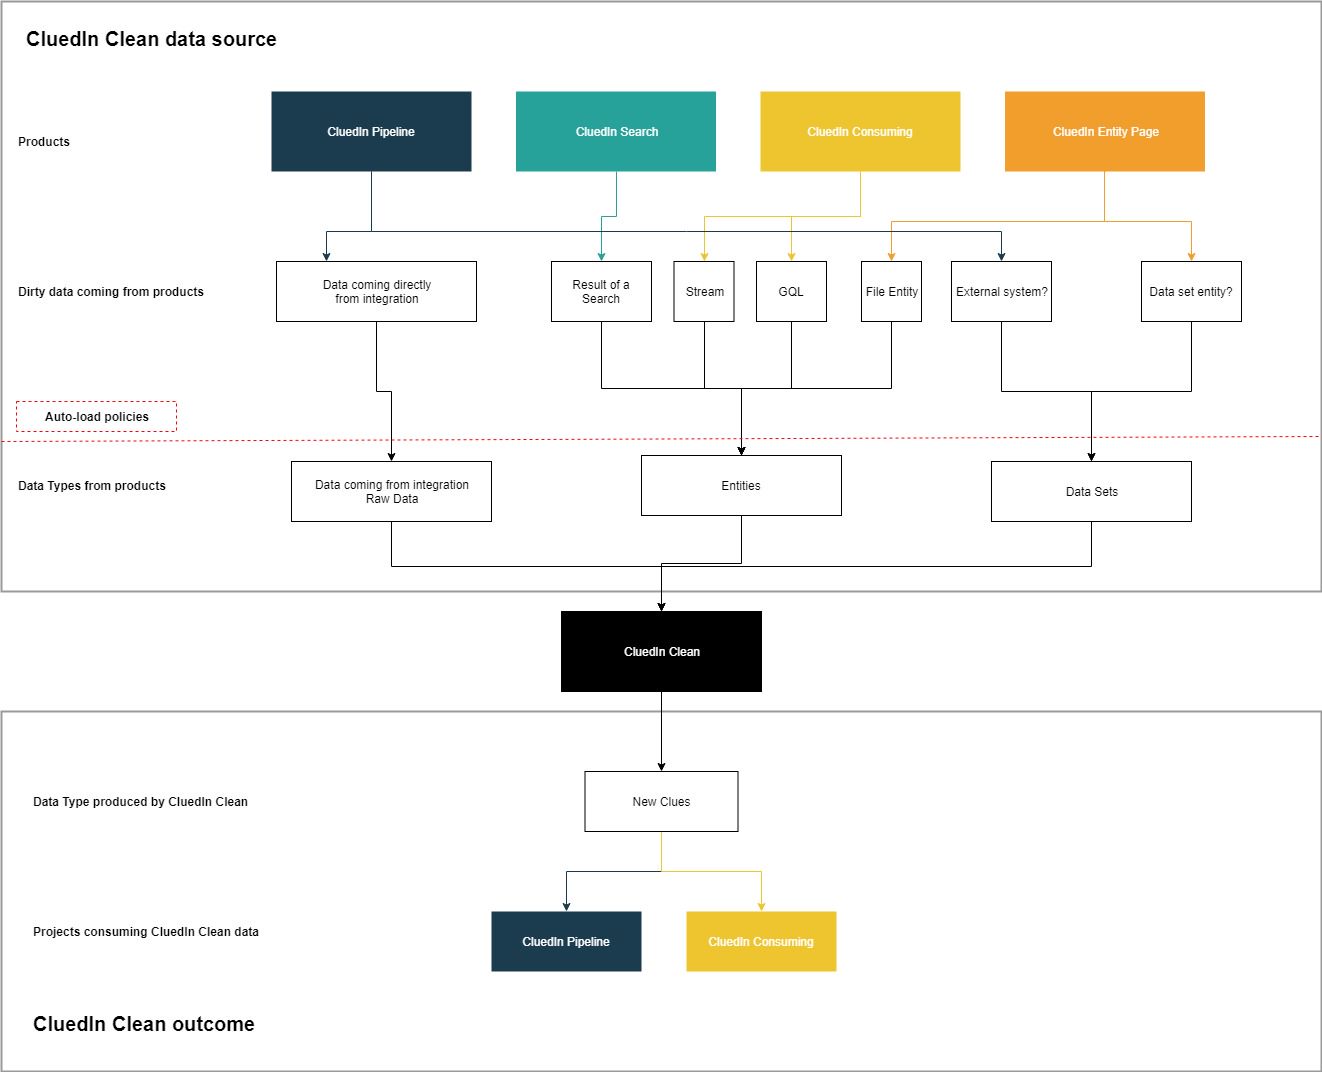 CluedIn Clean data source
Products
CluedIn Pipeline
CluedIn Search
CluedIn Consuming
CluedIn Entity Page
Dirty data coming from products
Data coming directly
from integration
Result of a
Search
Stream
GQL
File Entity
External system?
Data set entity?
Auto-load policies
Data Types from products
Data coming from integration
Raw Data
Entities
Data Sets
CluedIn Clean
Data Type produced by CluedIn Clean
New Clues
Projects consuming CluedIn Clean data
CluedIn Pipeline
CluedIn Consuming
CluedIn Clean outcome